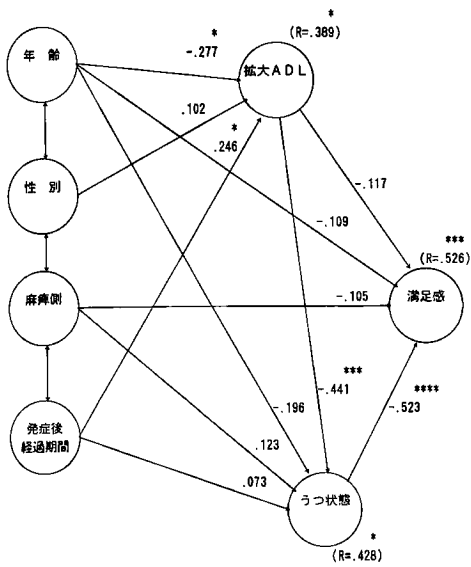 *
(R=.389)
年 齢
*
-.277
拡大ADL
.102
*
.246
性 別
-.117
-.109
***
(R=.526)
麻痺側
-.105
満足感
***
-.441
****
-.523
-.196
発症後
経過期間
.123
.073
うつ状態
*
(R=.428)